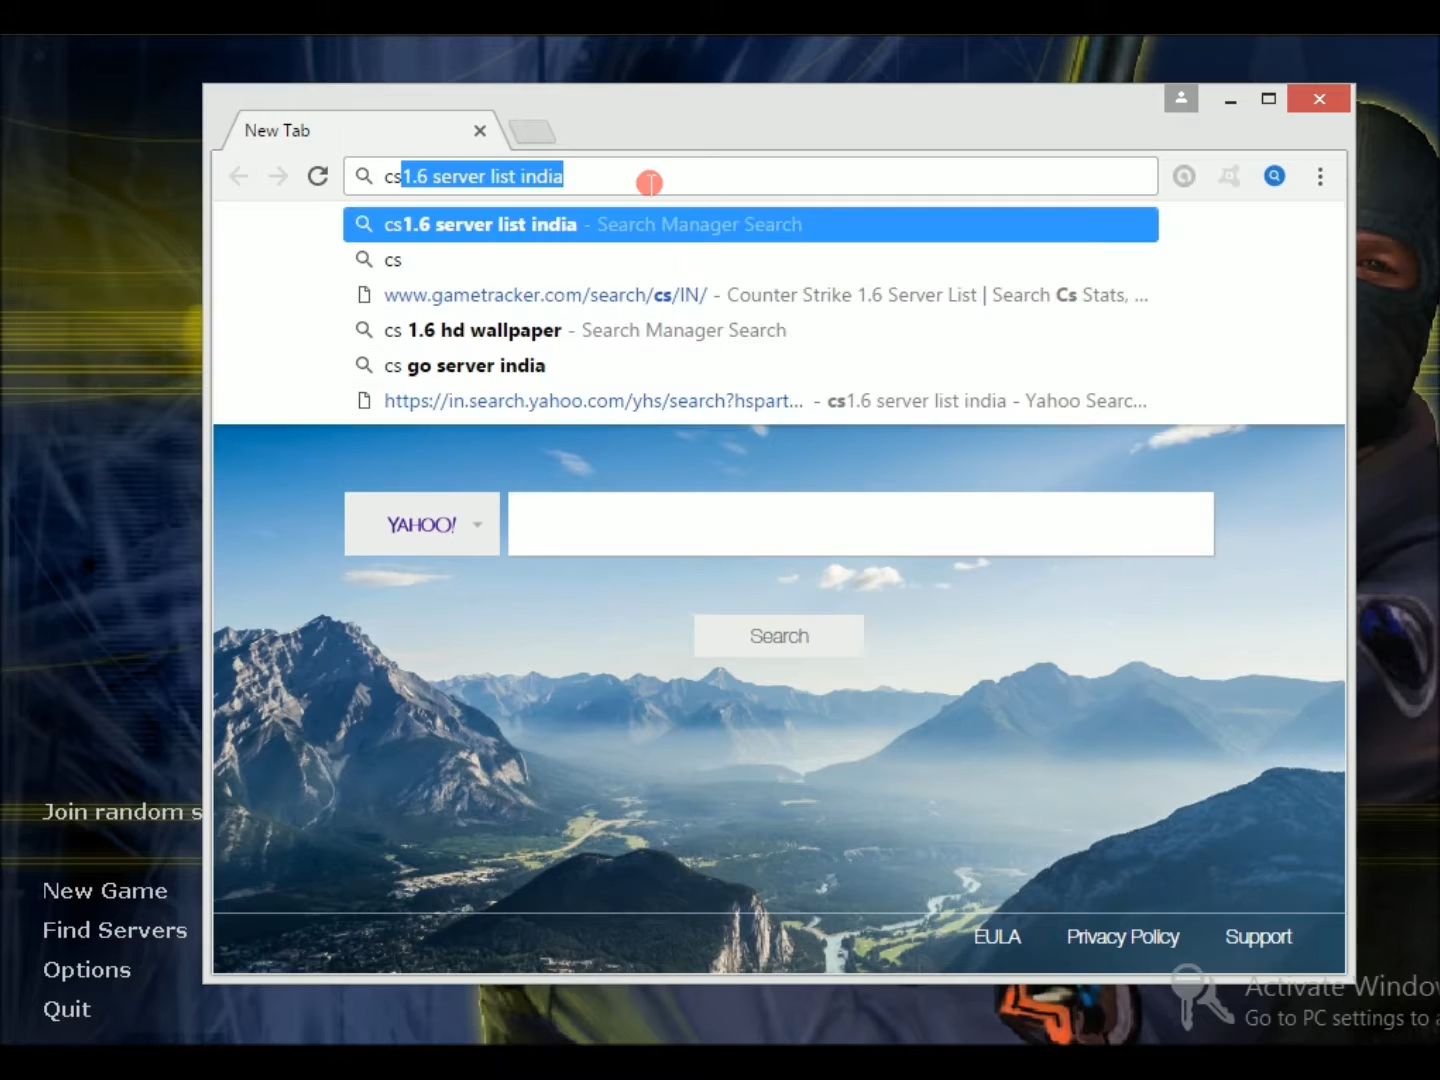 New Tab
cs1.6 server list india
cs1.6 server list india - Search Manager Search
cs
www.gametracker.com/search/cs/IN/ - Counter Strike 1.6 Server List | Search Cs Stats, ...
cs 1.6 hd wallpaper - Search Manager Search
cs go server india
https://in.search.yahoo.com/yhs/search?hspart... - cs1.6 server list india - Yahoo Searc...
YAHOO!
Search
Join random s
New Game
Find Servers
Options
Quit
EULA Privacy Policy Support
Activate Window
Go to PC settings to a